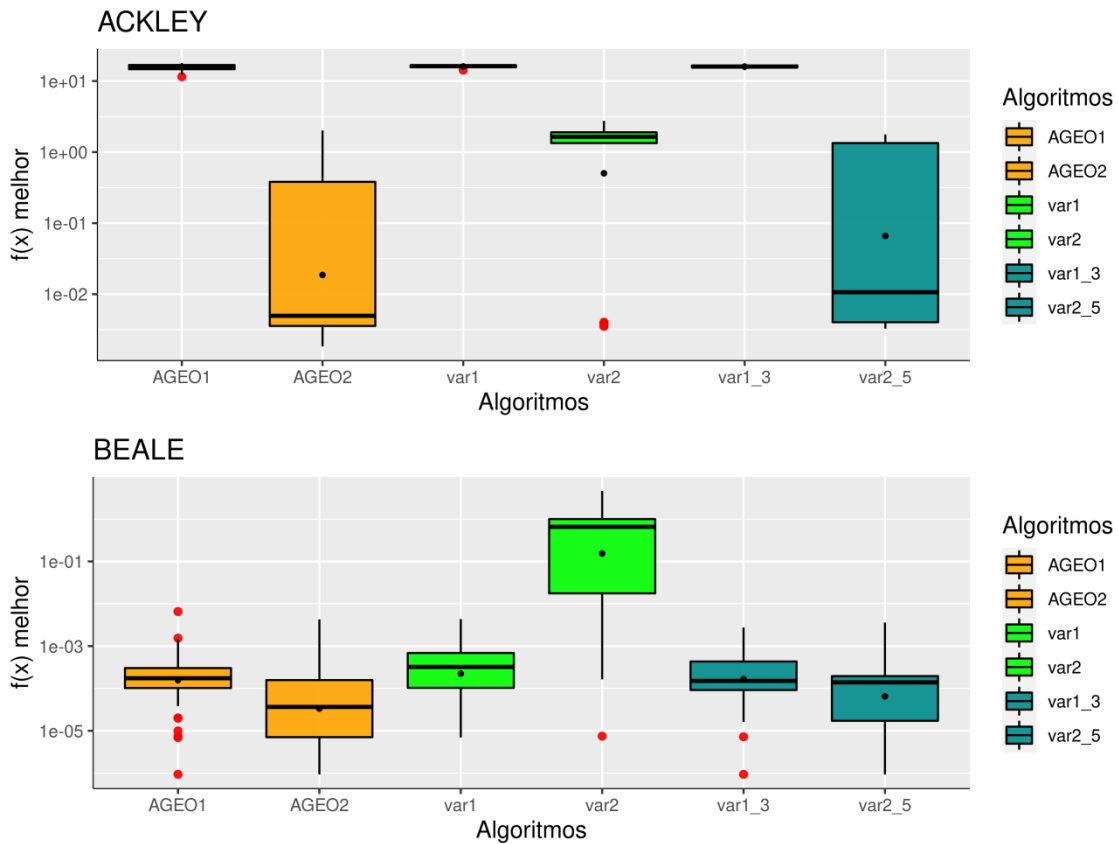 ACKLEY
1e+01
1e+00
1e-01
1e-02
f(x) melhor
AGEO1 AGEO2 var1 var2 var1_3 var2_5
Algoritmos
Algoritmos
AGEO1
AGEO2
var1
var2
var1_3
var2_5
BEALE
1e-01
1e-03
1e-05
f(x) melhor
AGEO1 AGEO2 var1 var2 var1_3 var2_5
Algoritmos
Algoritmos
AGEO1
AGEO2
var1
var2
var1_3
var2_5